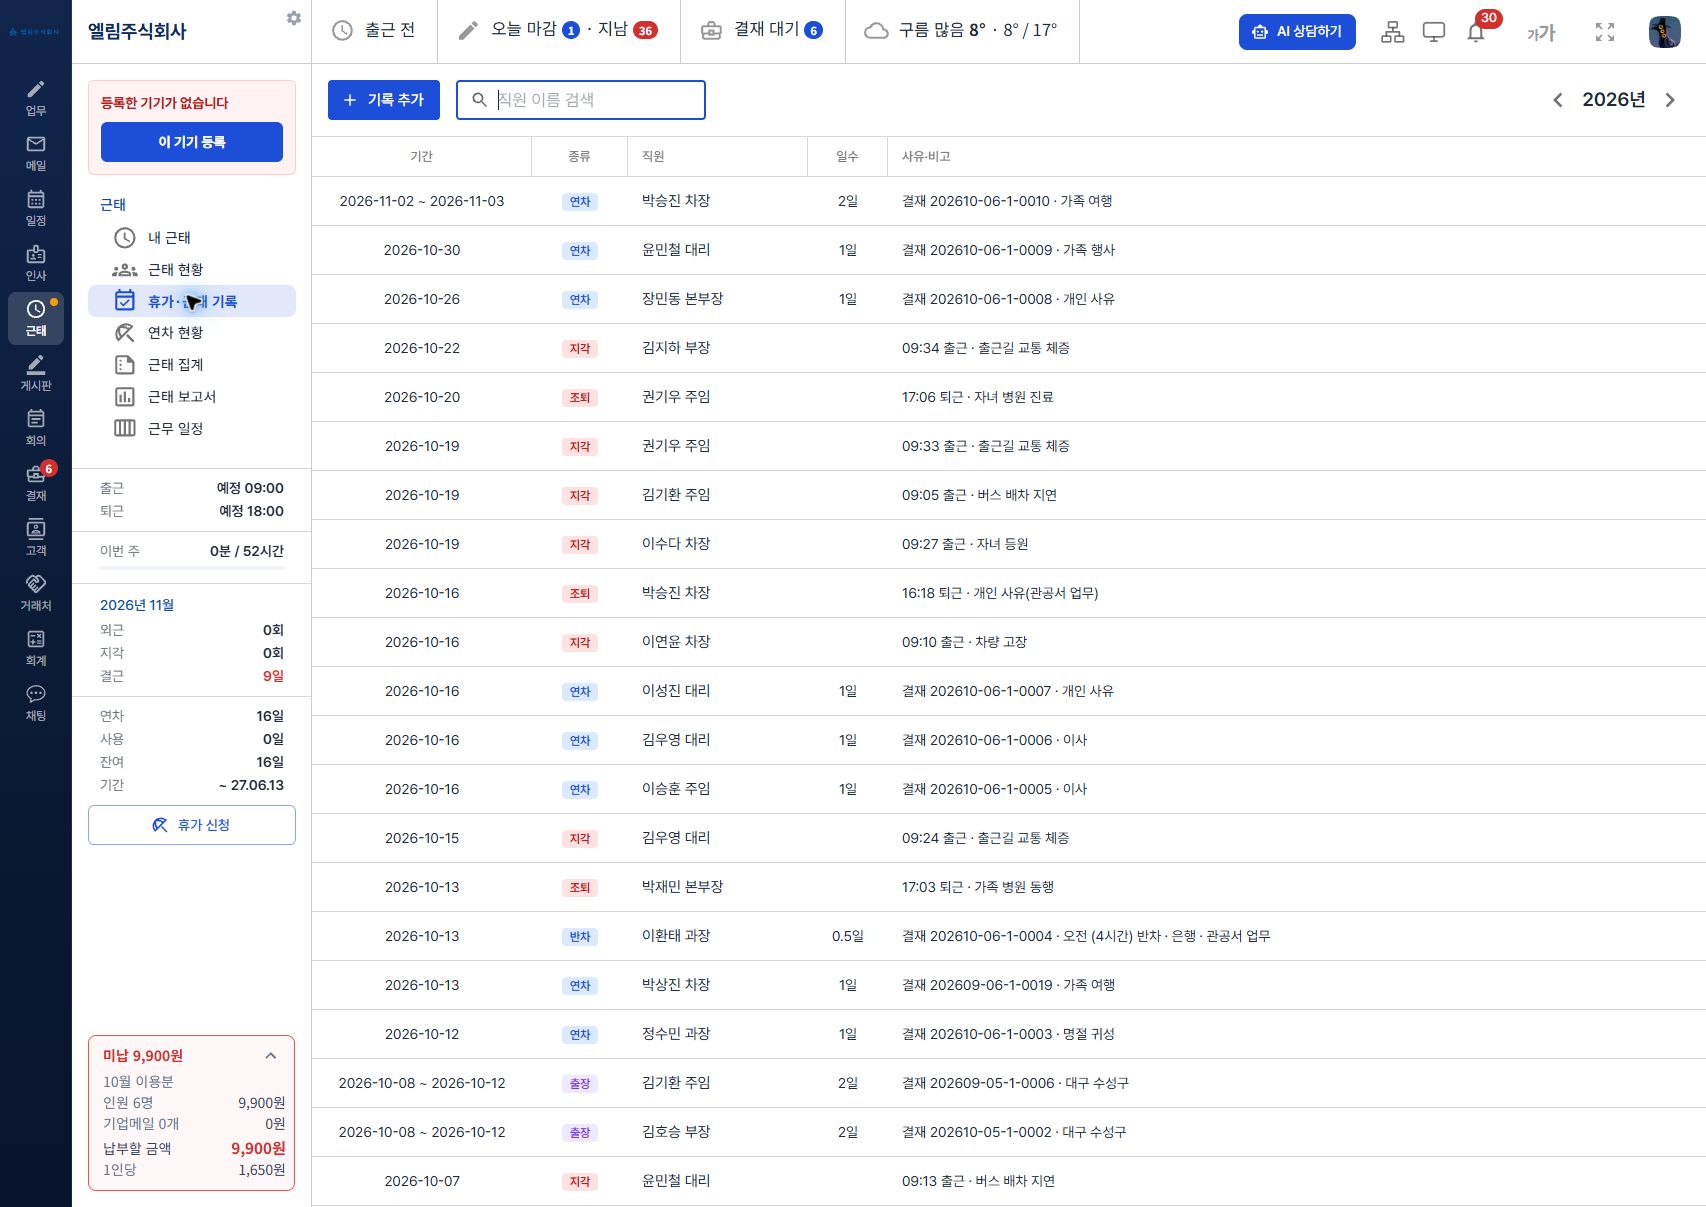 엘림주식회사
엘림주식회사
출근 전
오늘 마감 1 · 지남 36
결재 대기 6
구름 많음 8° · 8° / 17°
AI 상담하기
30
가가
업무
메일
일정
인사
근태
게시판
회의
6
결재
고객
거래처
회계
채팅
등록한 기기가 없습니다
이 기기 등록
근태
내 근태
근태 현황
휴가·근태 기록
연차 현황
근태 집계
근태 보고서
근무 일정
출근 예정 09:00
퇴근 예정 18:00
이번 주 0분 / 52시간
2026년 11월
외근 0회
지각 0회
결근 9일
연차 16일
사용 0일
잔여 16일
기간 ~ 27.06.13
휴가 신청
미납 9,900원
10월 이용분
인원 6명 9,900원
기업메일 0개 0원
납부할 금액 9,900원
1인당 1,650원
기록 추가
직원 이름 검색
2026년
기간 종류 직원 일수 사유·비고
2026-11-02 ~ 2026-11-03 연차 박승진 차장 2일 결재 202610-06-1-0010 · 가족 여행
2026-10-30 연차 윤민철 대리 1일 결재 202610-06-1-0009 · 가족 행사
2026-10-26 연차 장민동 본부장 1일 결재 202610-06-1-0008 · 개인 사유
2026-10-22 지각 김지하 부장 09:34 출근 · 출근길 교통 체증
2026-10-20 조퇴 권기우 주임 17:06 퇴근 · 자녀 병원 진료
2026-10-19 지각 권기우 주임 09:33 출근 · 출근길 교통 체증
2026-10-19 지각 김기환 주임 09:05 출근 · 버스 배차 지연
2026-10-19 지각 이수다 차장 09:27 출근 · 자녀 등원
2026-10-16 조퇴 박승진 차장 16:18 퇴근 · 개인 사유(관공서 업무)
2026-10-16 지각 이연윤 차장 09:10 출근 · 차량 고장
2026-10-16 연차 이성진 대리 1일 결재 202610-06-1-0007 · 개인 사유
2026-10-16 연차 김우영 대리 1일 결재 202610-06-1-0006 · 이사
2026-10-16 연차 이승훈 주임 1일 결재 202610-06-1-0005 · 이사
2026-10-15 지각 김우영 대리 09:24 출근 · 출근길 교통 체증
2026-10-13 조퇴 박재민 본부장 17:03 퇴근 · 가족 병원 동행
2026-10-13 반차 이환태 과장 0.5일 결재 202610-06-1-0004 · 오전 (4시간) 반차 · 은행 · 관공서 업무
2026-10-13 연차 박상진 차장 1일 결재 202609-06-1-0019 · 가족 여행
2026-10-12 연차 정수민 과장 1일 결재 202610-06-1-0003 · 명절 귀성
2026-10-08 ~ 2026-10-12 출장 김기환 주임 2일 결재 202609-05-1-0006 · 대구 수성구
2026-10-08 ~ 2026-10-12 출장 김호승 부장 2일 결재 202610-05-1-0002 · 대구 수성구
2026-10-07 지각 윤민철 대리 09:13 출근 · 버스 배차 지연